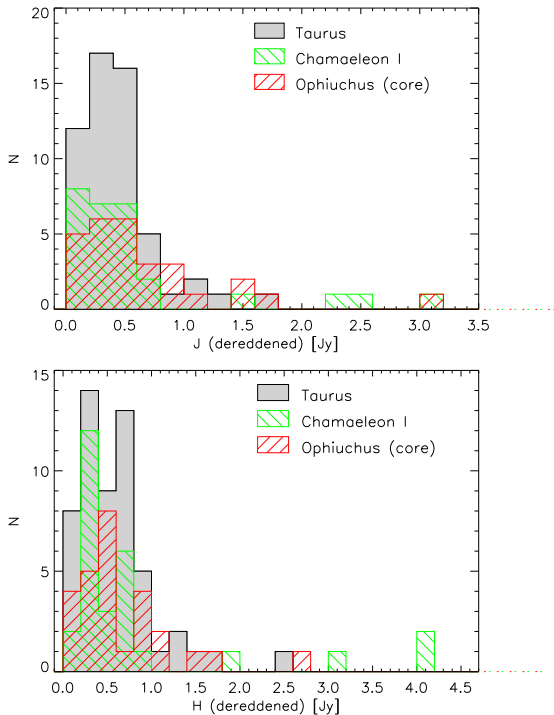 20
15
10
5
0
N
Taurus
Chamaeleon I
Ophiuchus (core)
0.0 0.5 1.0 1.5 2.0 2.5 3.0 3.5
J (dereddened) [Jy]
15
10
5
0
N
Taurus
Chamaeleon I
Ophiuchus (core)
0.0 0.5 1.0 1.5 2.0 2.5 3.0 3.5 4.0 4.5
H (dereddened) [Jy]